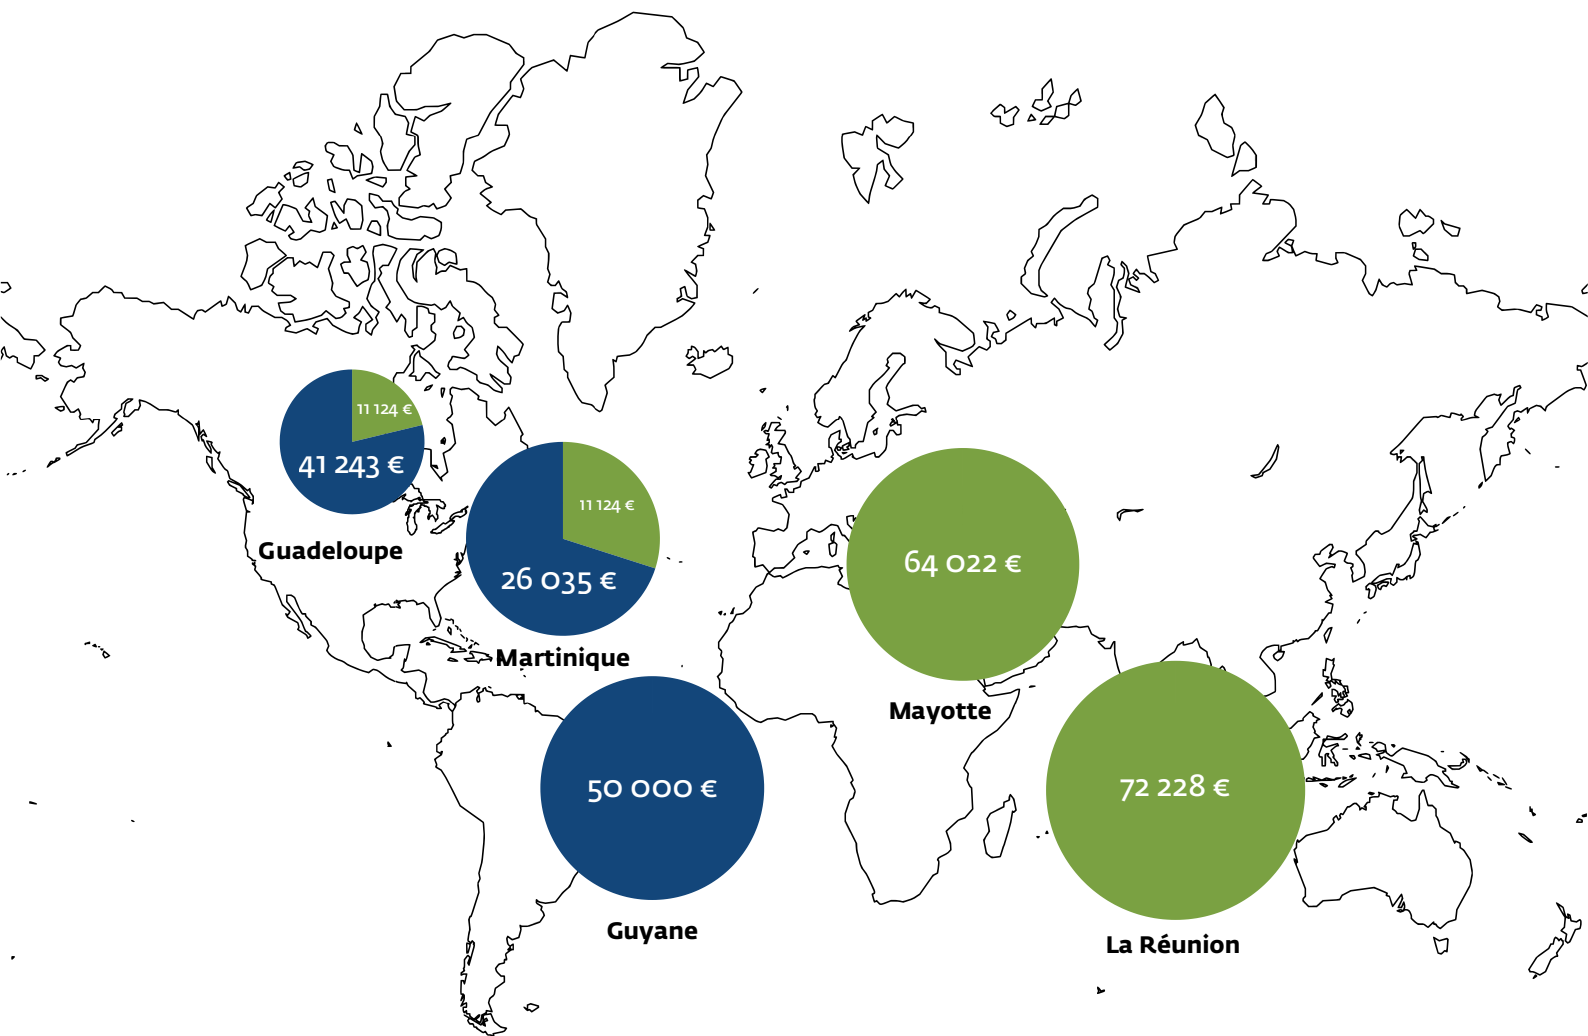 11 124 €
41 243 €
Guadeloupe
11 124 €
26 035 €
Martinique
64 022 €
Mayotte
50 000 €
Guyane
72 228 €
La Réunion